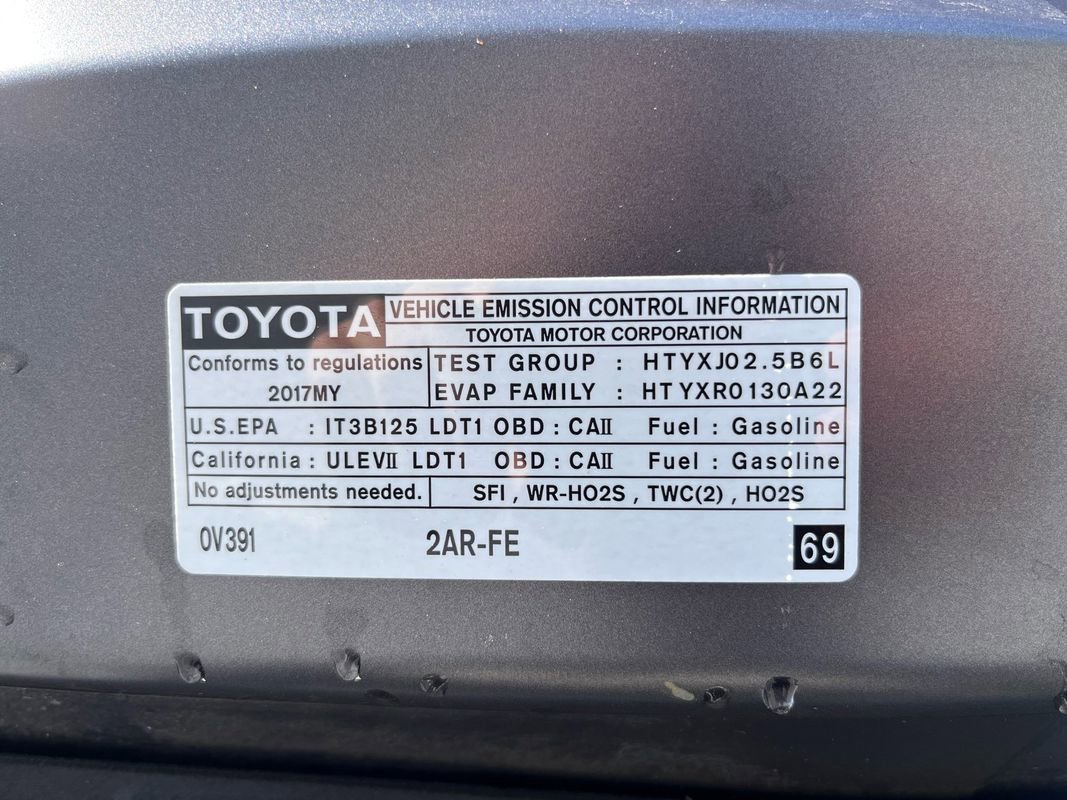 TOYOTA
VEHICLE EMISSION CONTROL INFORMATION
TOYOTA MOTOR CORPORATION
Conforms to regulations
2017MY
TEST GROUP : HTYXJ02.5B6L
EVAP FAMILY : HTYXR0130A22
U.S.EPA : IT3B125 LDT1 OBD : CAII Fuel : Gasoline
California : ULEVII LDT1 OBD : CAII Fuel : Gasoline
No adjustments needed. SFI , WR-HO2S , TWC(2) , HO2S
0V391 2AR-FE 69